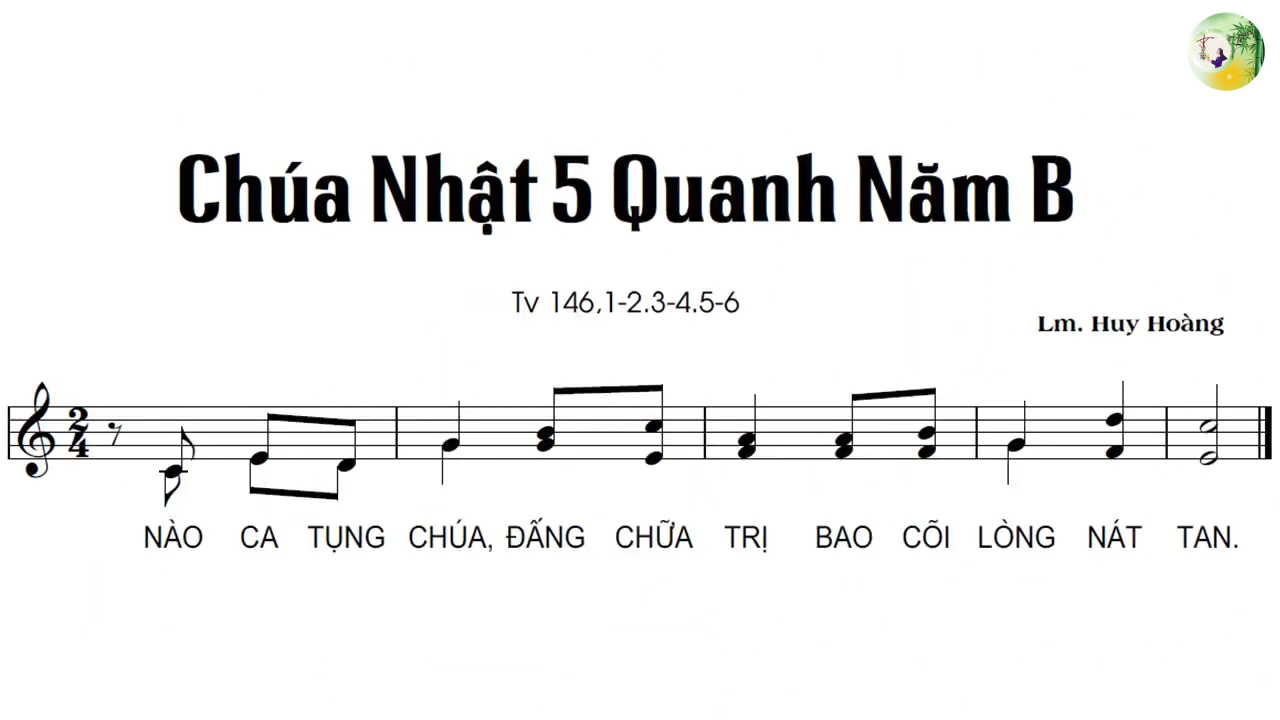 Chúa Nhật 5 Quanh Năm B
Tv 146,1-2.3-4.5-6
Lm. Huy Hoàng
NÀO CA TỤNG CHÚA, ĐẤNG CHỮA TRỊ BAO CÕI LÒNG NÁT TAN.